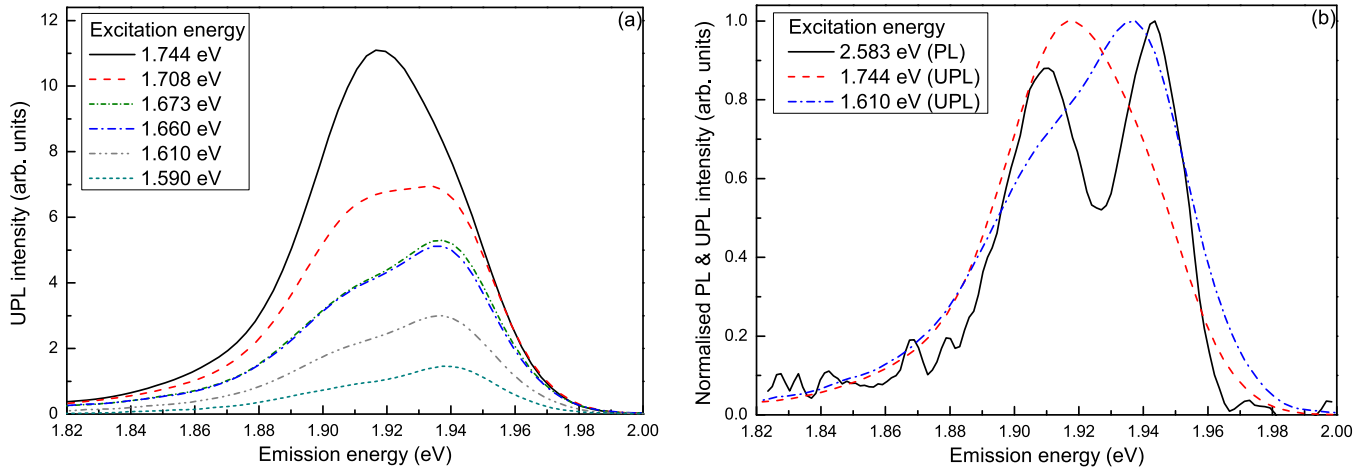 (a)
Excitation energy
1.744 eV
1.708 eV
1.673 eV
1.660 eV
1.610 eV
1.590 eV
UPL intensity (arb. units)
12
10
8
6
4
2
0
1.82 1.84 1.86 1.88 1.90 1.92 1.94 1.96 1.98 2.00
Emission energy (eV)
(b)
Excitation energy
2.583 eV (PL)
1.744 eV (UPL)
1.610 eV (UPL)
Normalised PL & UPL intensity (arb. units)
1.0
0.8
0.6
0.4
0.2
0.0
1.82 1.84 1.86 1.88 1.90 1.92 1.94 1.96 1.98 2.00
Emission energy (eV)